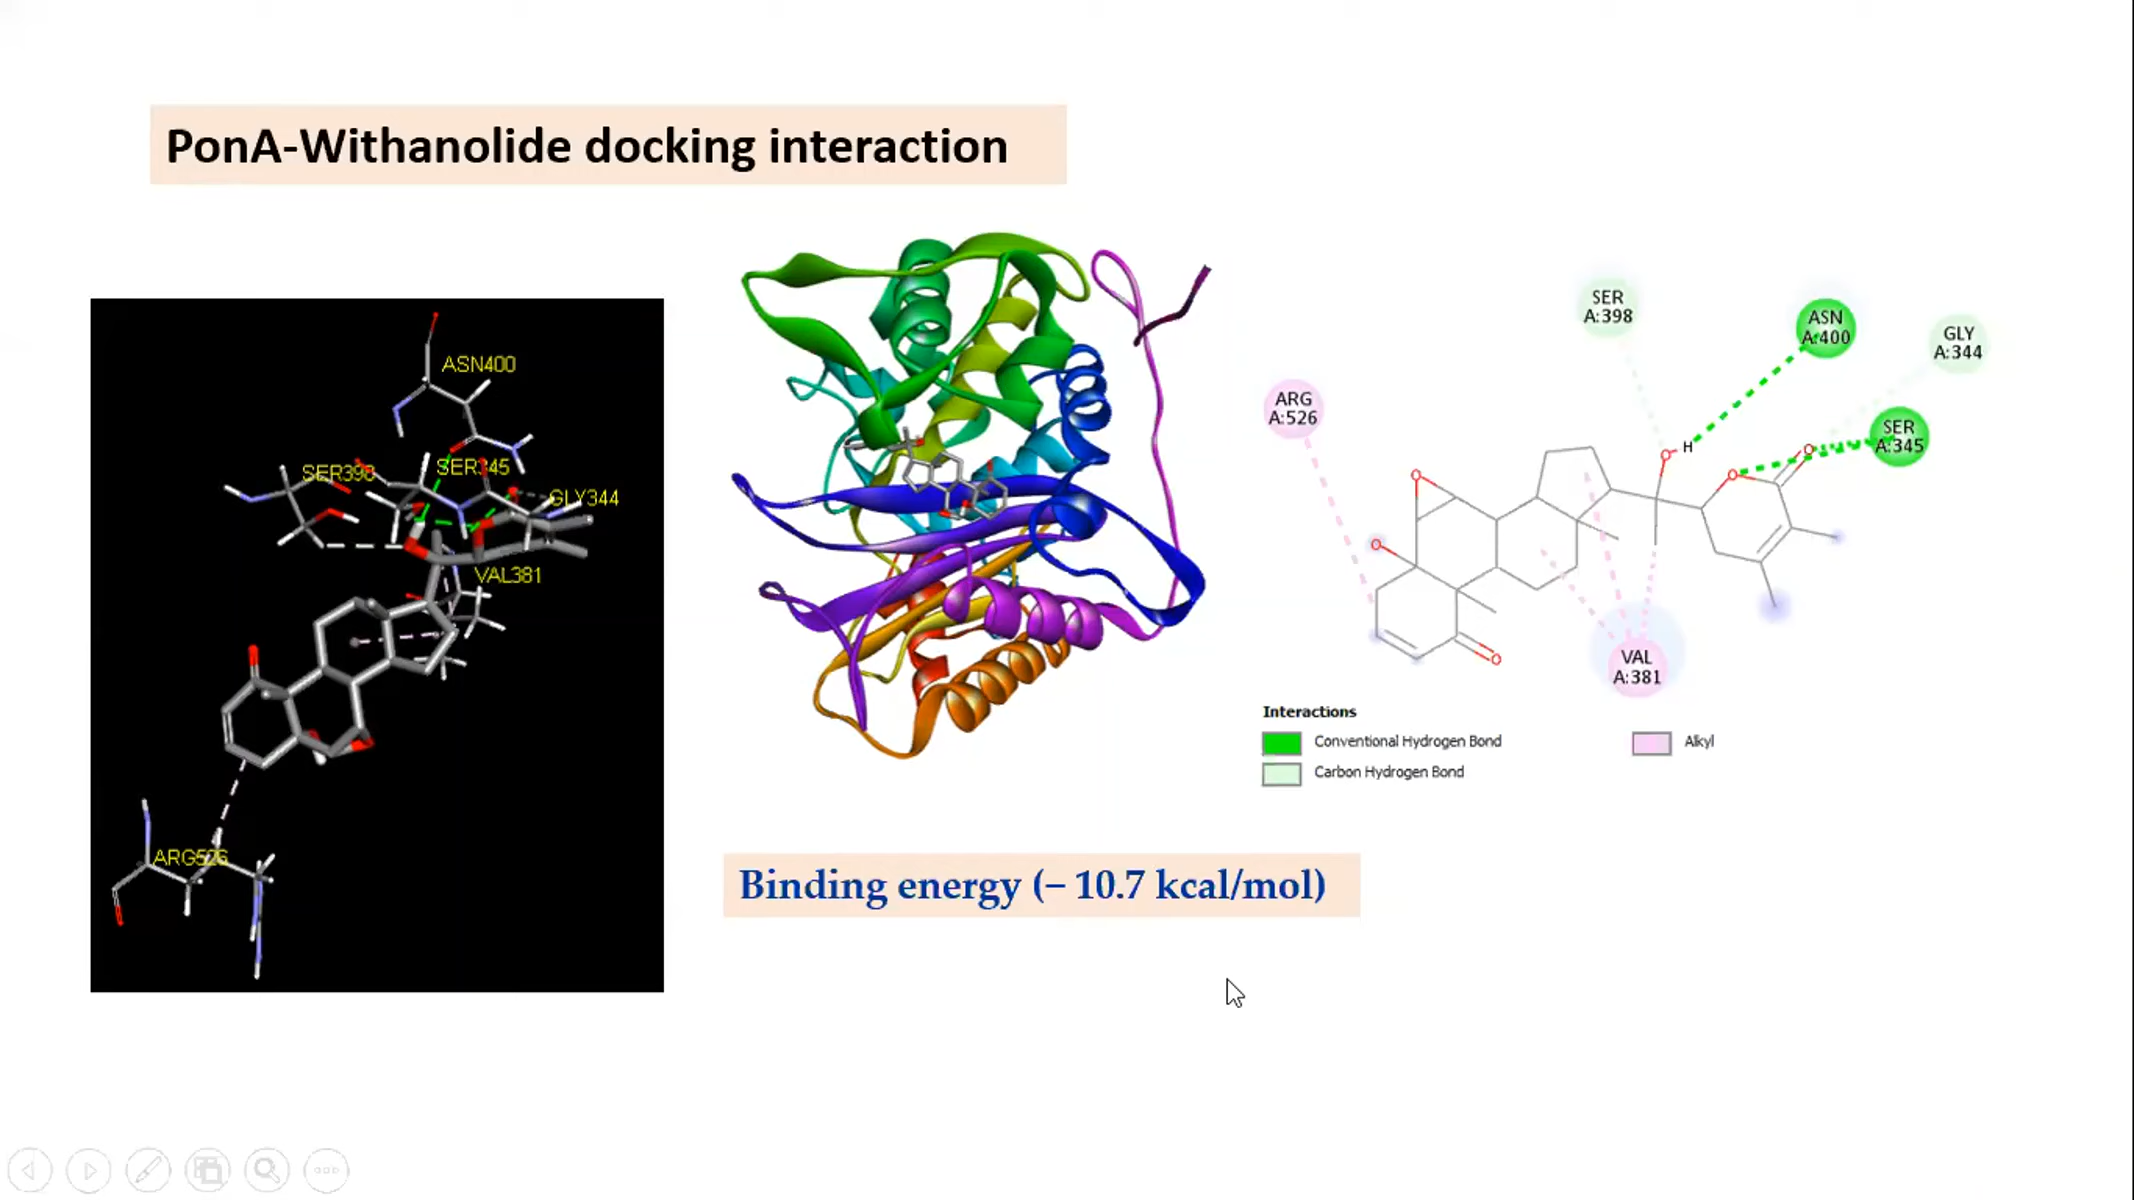 PonA-Withanolide docking interaction
ASN400
SER398
SER345
GLY344
VAL381
ARG526
SER
A:398
ASN
A:400
GLY
A:344
ARG
A:526
SER
A:345
O
H
O
O
O
O
O
VAL
A:381
Interactions
Conventional Hydrogen Bond
Carbon Hydrogen Bond
Alkyl
Binding energy (– 10.7 kcal/mol)